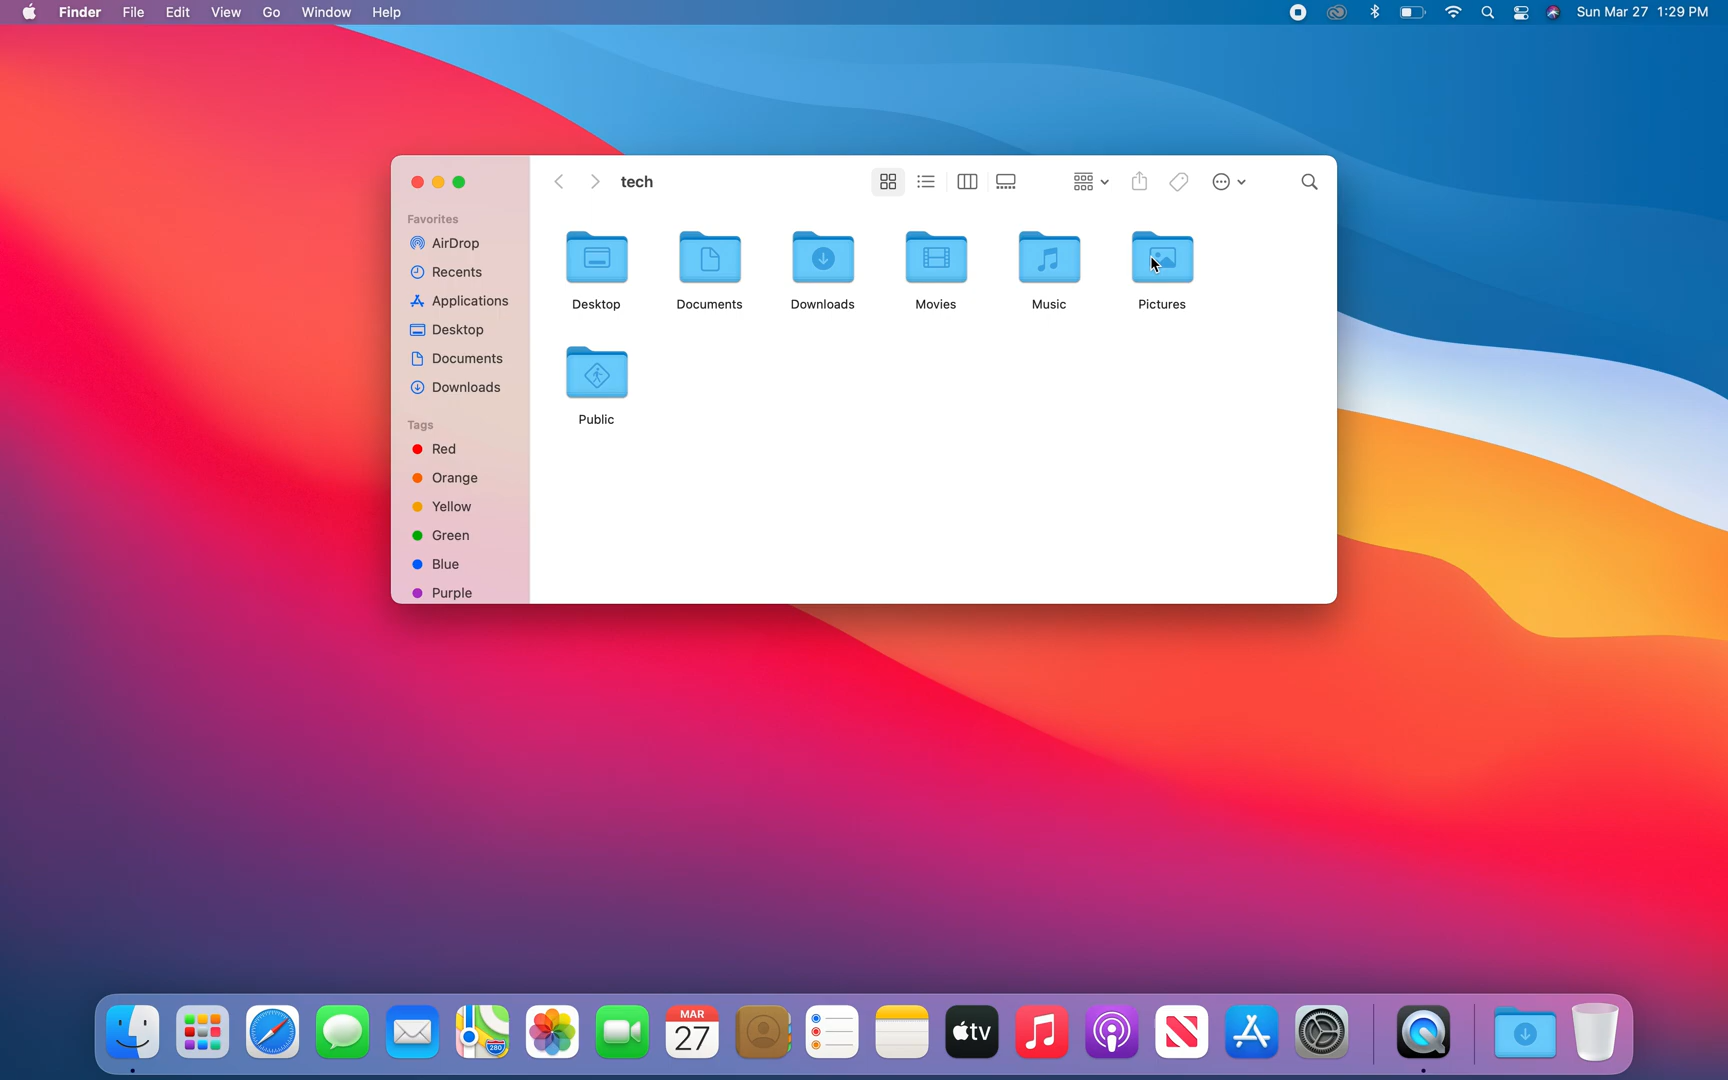 Finder File Edit View Go Window Help Sun Mar 27 1:29 PM
tech
Favorites
AirDrop
Recents
Applications
Desktop
Documents
Downloads
Tags
Red
Orange
Yellow
Green
Blue
Purple
Desktop Documents Downloads Movies Music Pictures
Public
280
MAR
27
tv